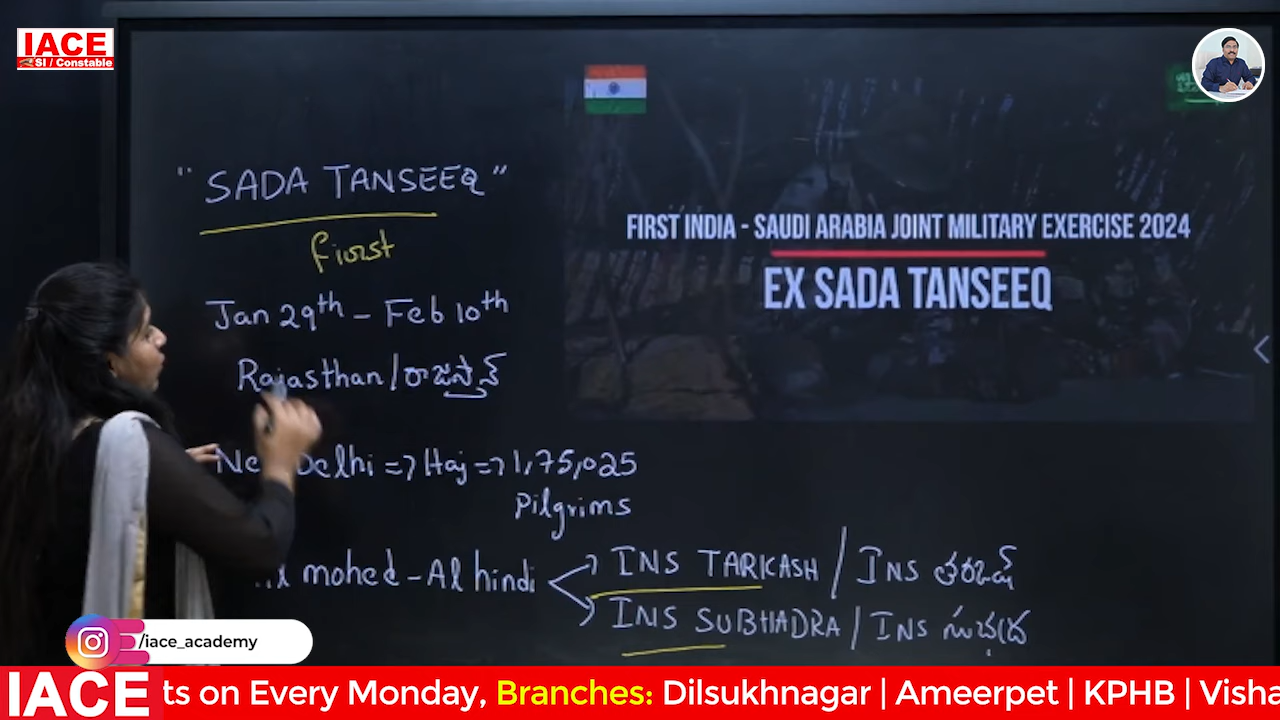 IACE
SI / Constable
" SADA TANSEEQ "
First
Jan 29th - Feb 10th
Rajasthan / రాజస్థాన్
FIRST INDIA - SAUDI ARABIA JOINT MILITARY EXERCISE 2024
EX SADA TANSEEQ
Delhi => Haj => 1,75,025
Pilgrims
mohed - Al hindi
INS TARKASH / INS తరకష్
INS SUBHADRA / INS సుభద్ర
/iace_academy
IACE
ts on Every Monday, Branches: Dilsukhnagar | Ameerpet | KPHB | Visha